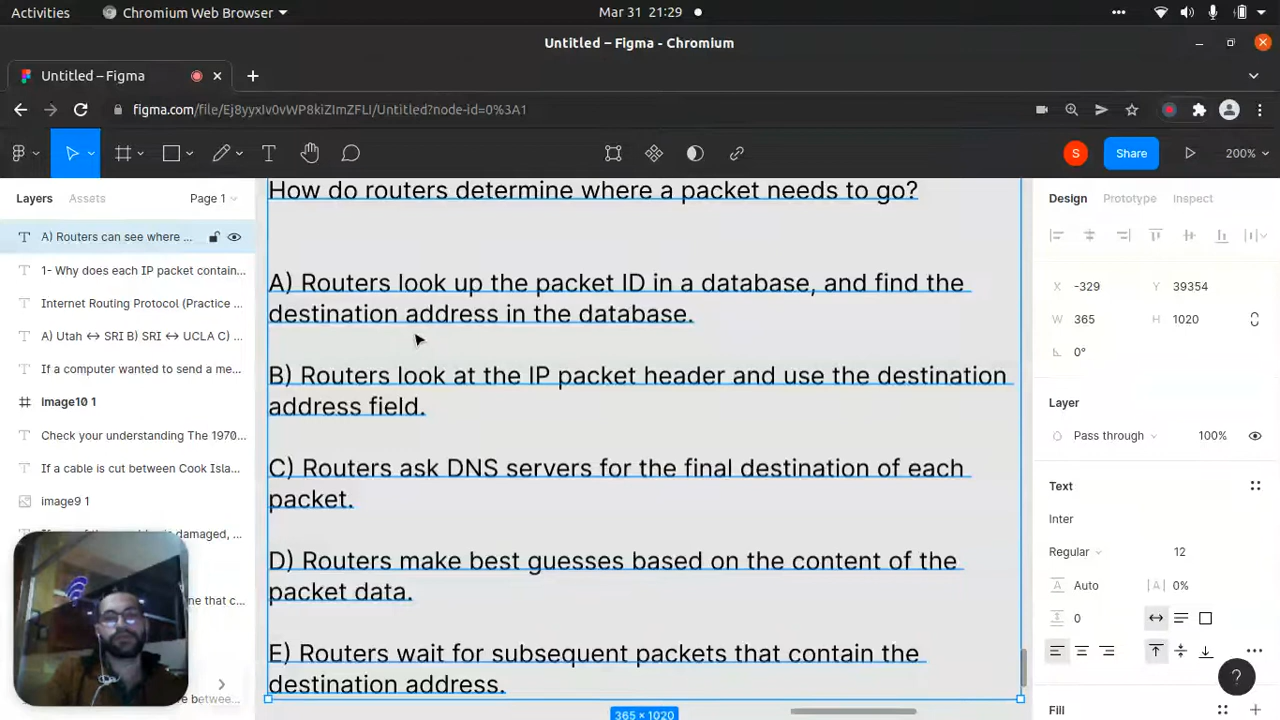 Activities
Chromium Web Browser
Mar 31 21:29
Untitled – Figma - Chromium
Untitled – Figma
figma.com/file/Ej8yyxIv0vWP8kiZImZFLI/Untitled?node-id=0%3A1
S
Share
200%
Layers
Assets
Page 1
A) Routers can see where ...
1- Why does each IP packet contain...
Internet Routing Protocol (Practice ...
A) Utah <-> SRI B) SRI <-> UCLA C) ...
If a computer wanted to send a me...
image10 1
Check your understanding The 1970...
If a cable is cut between Cook Isla...
image9 1
is damaged, ...
ne that c...
re between...
How do routers determine where a packet needs to go?
A) Routers look up the packet ID in a database, and find the
destination address in the database.
B) Routers look at the IP packet header and use the destination
address field.
C) Routers ask DNS servers for the final destination of each
packet.
D) Routers make best guesses based on the content of the
packet data.
E) Routers wait for subsequent packets that contain the
destination address.
365 × 1020
Design
Prototype
Inspect
X
-329
Y
39354
W
365
H
1020
0°
Layer
Pass through
100%
Text
Inter
Regular
12
Auto
0%
0
Fill
?